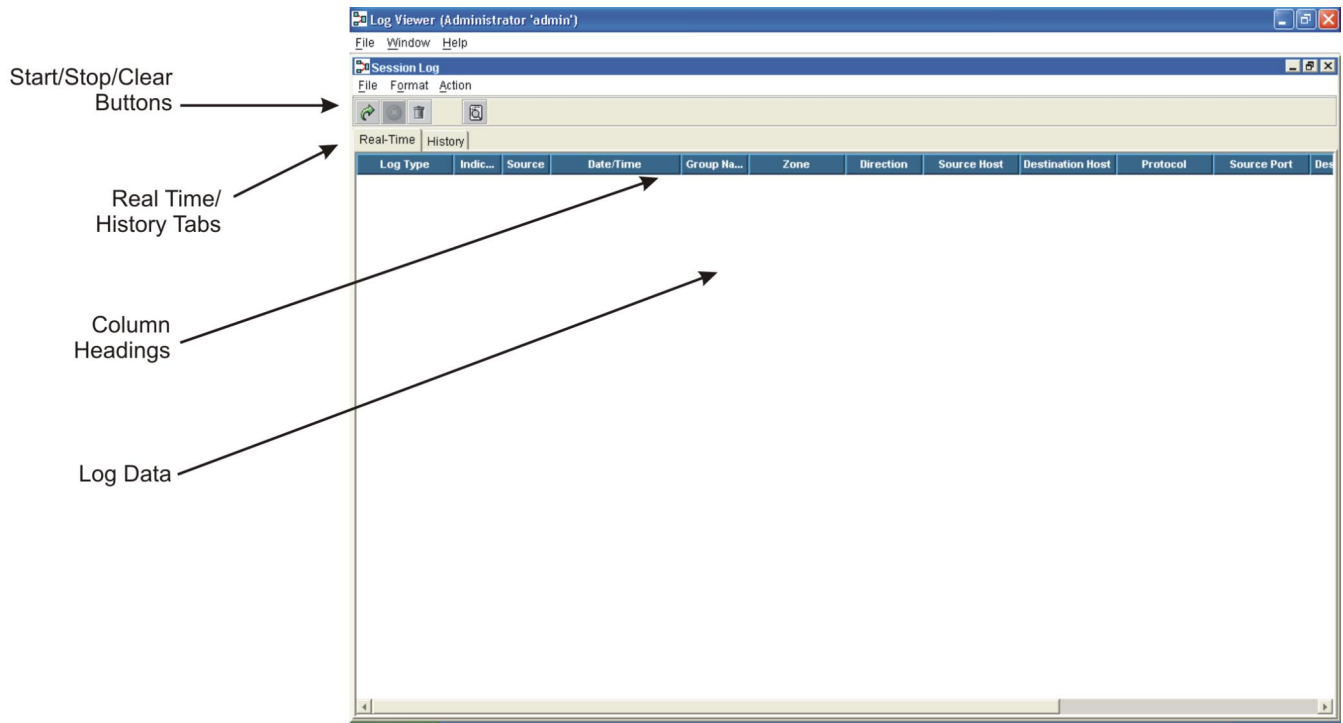 Log Viewer (Administrator 'admin')
File Window Help
Session Log
File Format Action
Real-Time History
Log Type Indic... Source Date/Time Group Na... Zone Direction Source Host Destination Host Protocol Source Port Des
Start/Stop/Clear
Buttons
Real Time/
History Tabs
Column
Headings
Log Data